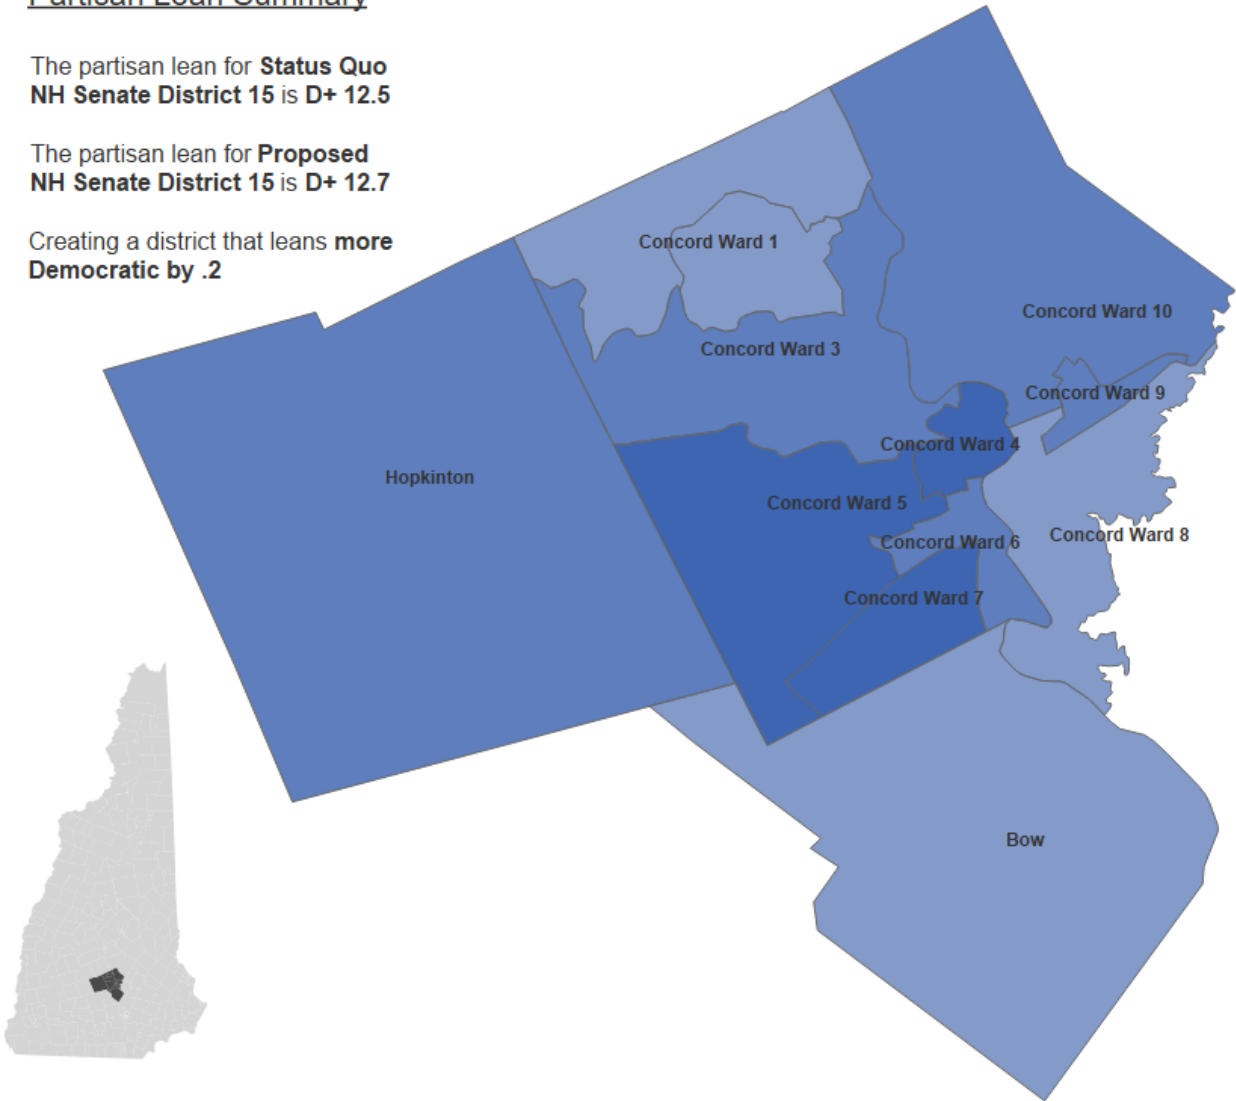 Partisan Lean Summary
The partisan lean for Status Quo
NH Senate District 15 is D+ 12.5
The partisan lean for Proposed
NH Senate District 15 is D+ 12.7
Creating a district that leans more
Democratic by .2
Concord Ward 1
Concord Ward 10
Concord Ward 3
Concord Ward 9
Concord Ward 4
Hopkinton
Concord Ward 5
Concord Ward 8
Concord Ward 6
Concord Ward 7
Bow